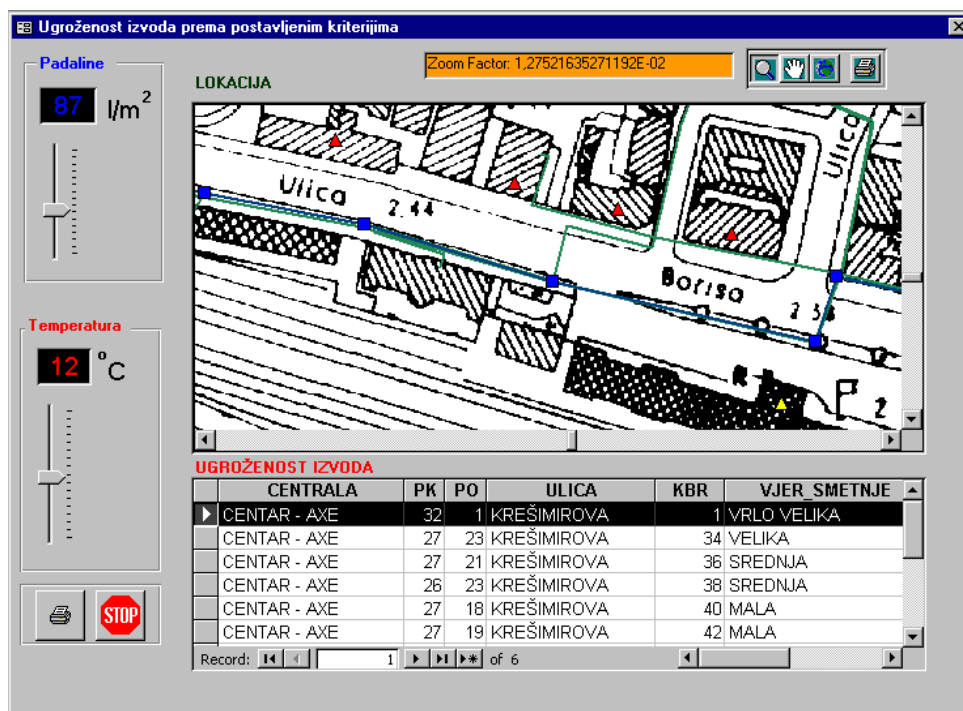 Ugroženost izvoda prema postavljenim kriterijima
Padaline
87 l/m²
Zoom Factor: 1,27521635271192E-02
LOKACIJA
Ulica
2.44
Ulica
Borisa
2
Temperatura
12 °C
STOP
UGROŽENOST IZVODA
CENTRALA PK PO ULICA KBR VJER_SMETNJE
CENTAR - AXE 32 1 KREŠIMIROVA 1 VRLO VELIKA
CENTAR - AXE 27 23 KREŠIMIROVA 34 VELIKA
CENTAR - AXE 27 21 KREŠIMIROVA 36 SREDNJA
CENTAR - AXE 26 23 KREŠIMIROVA 38 SREDNJA
CENTAR - AXE 27 18 KREŠIMIROVA 40 MALA
CENTAR - AXE 27 19 KREŠIMIROVA 42 MALA
Record: 1 of 6